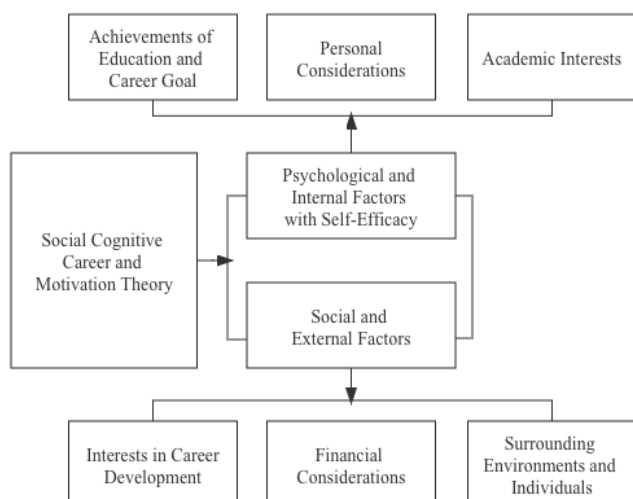 Achievements of
Education and
Career Goal
Personal
Considerations
Academic Interests
Psychological and
Internal Factors
with Self-Efficacy
Social Cognitive
Career and
Motivation Theory
Social and
External Factors
Interests in Career
Development
Financial
Considerations
Surrounding
Environments and
Individuals